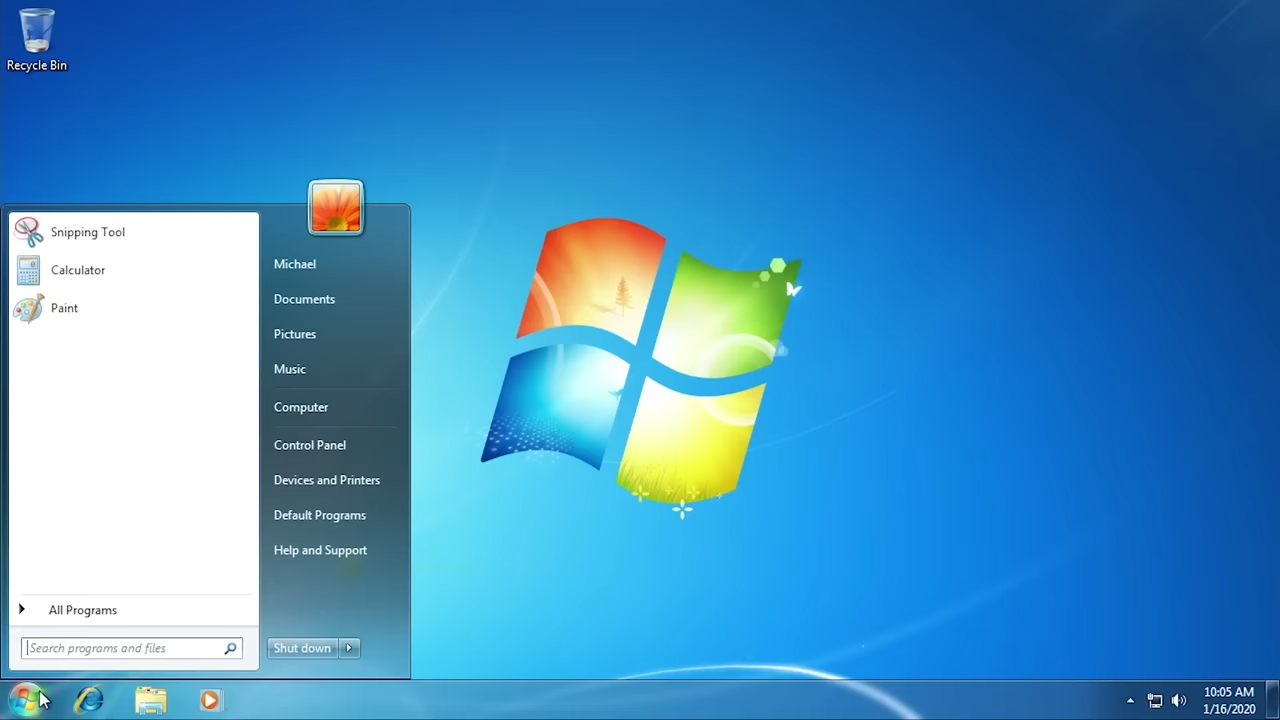 Recycle Bin
Snipping Tool
Calculator
Paint
All Programs
Search programs and files
Michael
Documents
Pictures
Music
Computer
Control Panel
Devices and Printers
Default Programs
Help and Support
Shut down
10:05 AM
1/16/2020